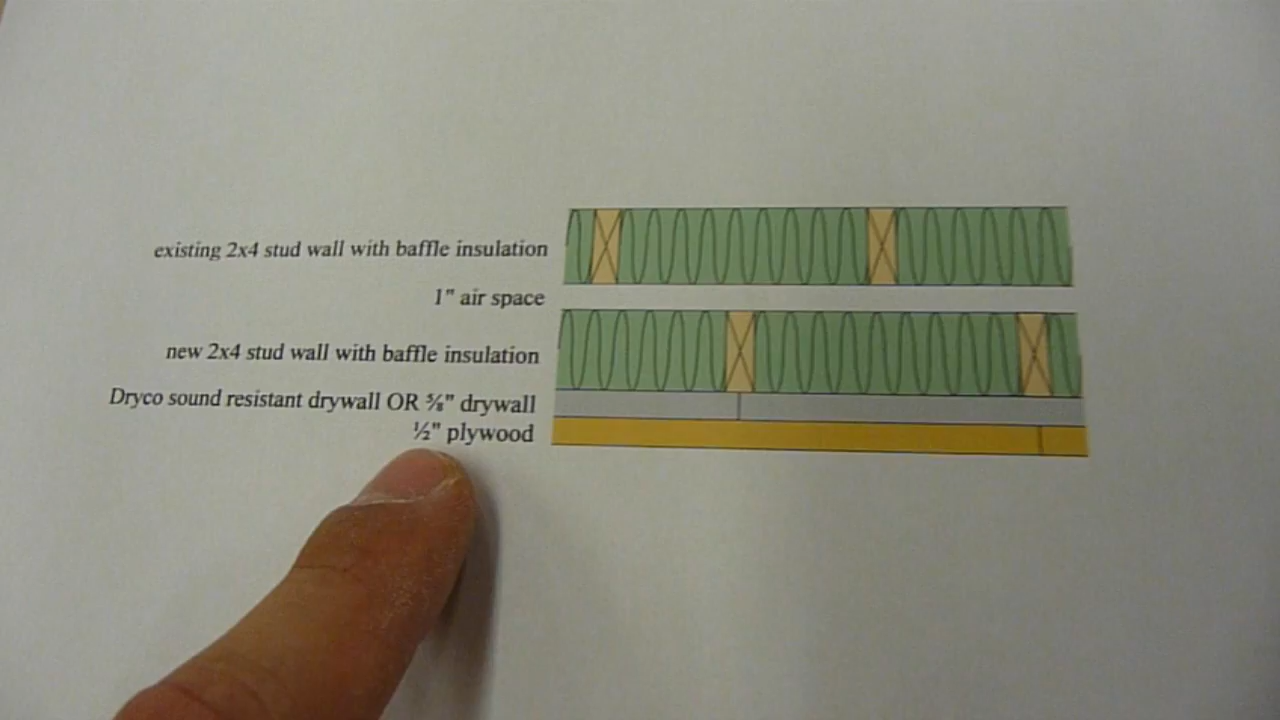 existing 2x4 stud wall with baffle insulation
1" air space
new 2x4 stud wall with baffle insulation
Dryco sound resistant drywall OR ⅝" drywall
½" plywood